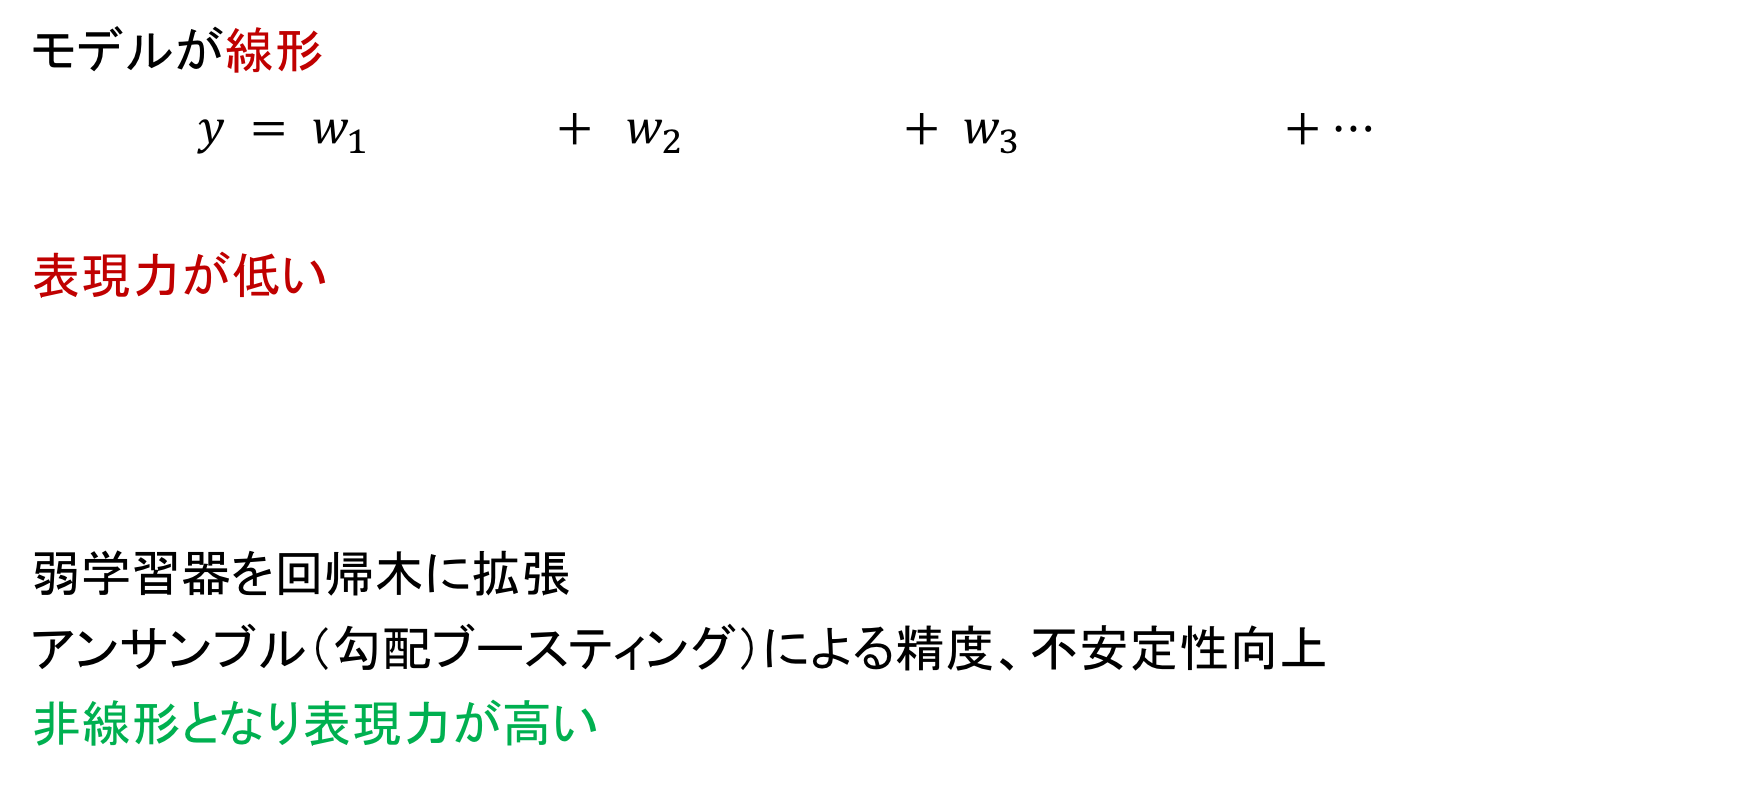 モデルが線形
y = w₁ + w₂ + w₃ + ⋯
表現力が低い
弱学習器を回帰木に拡張
アンサンブル（勾配ブースティング）による精度、不安定性向上
非線形となり表現力が高い